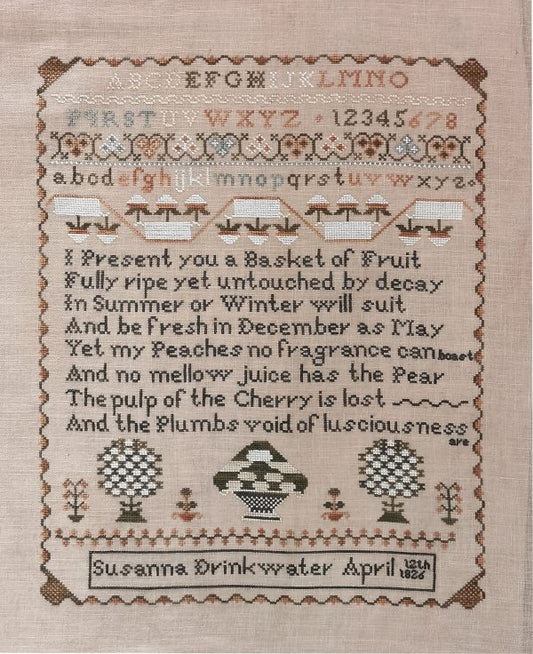 ABCDEFGHIJKLMNO
PQRSTUVWXYZ + 12345678
abcdefghijklmnopqrstuvwxyz
I Present you a Basket of Fruit
Fully ripe yet untouched by decay
In Summer or Winter will suit
And be fresh in December as May
Yet my Peaches no fragrance can boast
And no mellow juice has the Pear
The pulp of the Cherry is lost
And the Plumbs void of lusciousness are
Susanna Drinkwater April 12th 1826